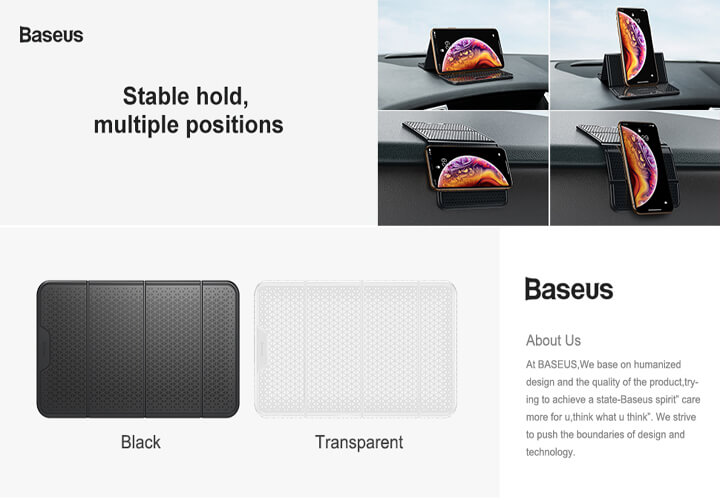 Baseus
Stable hold,
multiple positions
Black
Transparent
Baseus
About Us
At BASEUS,We base on humanized
design and the quality of the product,try-
ing to achieve a state-Baseus spirit” care
more for u,think what u think”. We strive
to push the boundaries of design and
technology.